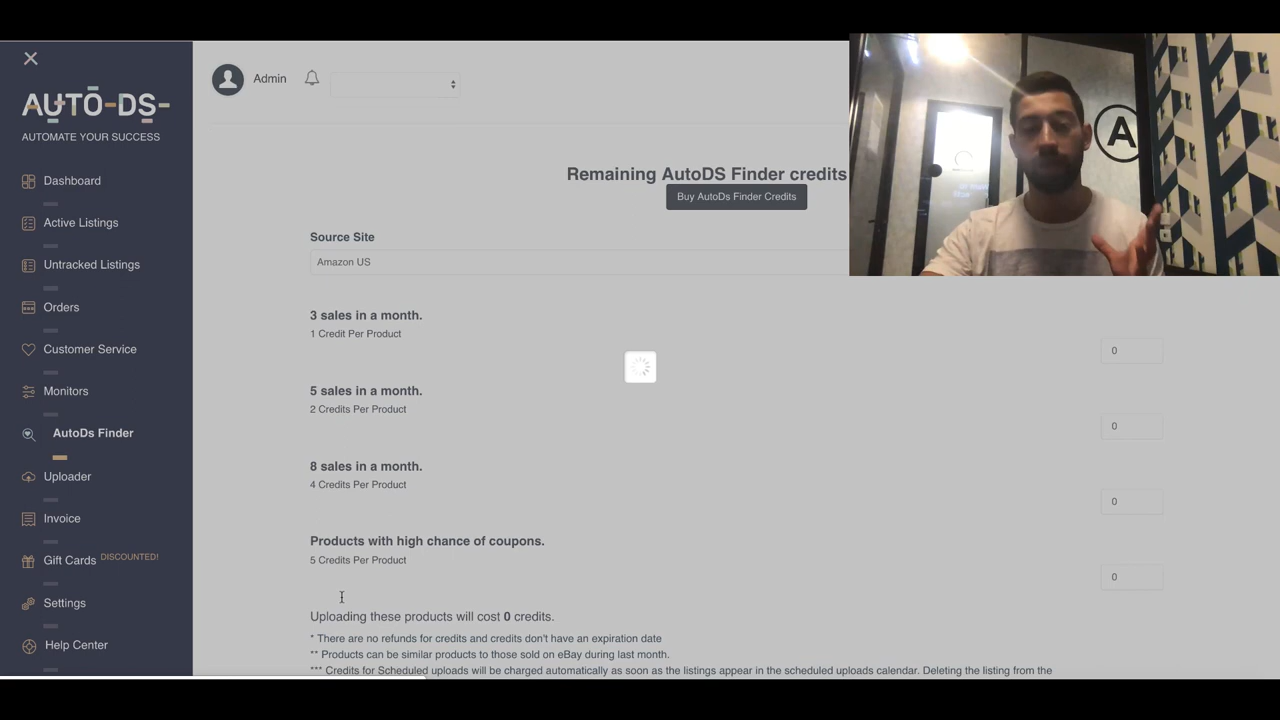 AUTO-DS-
AUTOMATE YOUR SUCCESS
Dashboard
Active Listings
Untracked Listings
Orders
Customer Service
Monitors
AutoDs Finder
Uploader
Invoice
Gift Cards DISCOUNTED!
Settings
Help Center
Admin
Remaining AutoDS Finder credits
Buy AutoDs Finder Credits
Source Site
Amazon US
3 sales in a month.
1 Credit Per Product
0
5 sales in a month.
2 Credits Per Product
0
8 sales in a month.
4 Credits Per Product
0
Products with high chance of coupons.
5 Credits Per Product
0
Uploading these products will cost 0 credits.
* There are no refunds for credits and credits don't have an expiration date
** Products can be similar products to those sold on eBay during last month.
*** Credits for Scheduled uploads will be charged automatically as soon as the listings appear in the scheduled uploads calendar. Deleting the listing from the
A